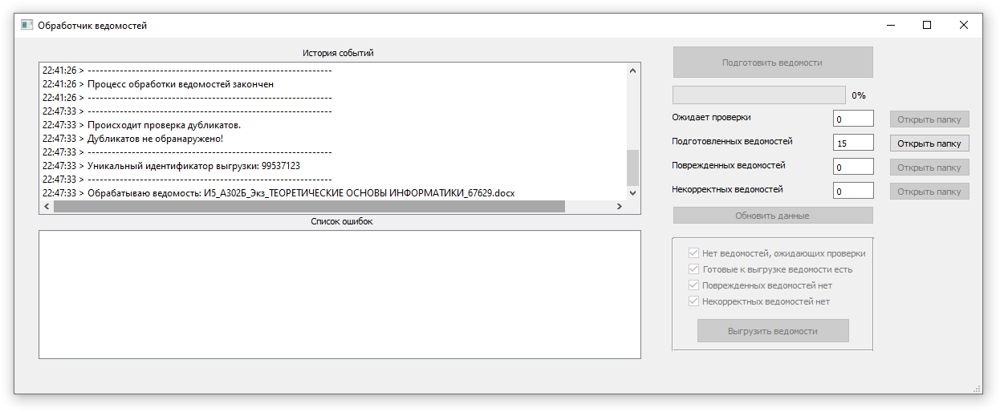 Обработчик ведомостей
История событий
22:41:26 > -------------------------------------------------------------
22:41:26 > Процесс обработки ведомостей закончен
22:41:26 > -------------------------------------------------------------
22:47:33 > -------------------------------------------------------------
22:47:33 > Происходит проверка дубликатов.
22:47:33 > Дубликатов не обранаружено!
22:47:33 > -------------------------------------------------------------
22:47:33 > Уникальный идентификатор выгрузки: 99537123
22:47:33 > -------------------------------------------------------------
22:47:33 > Обрабатываю ведомость: И5_А302Б_Экз_ТЕОРЕТИЧЕСКИЕ ОСНОВЫ ИНФОРМАТИКИ_67629.docx
Список ошибок
Подготовить ведомости
0%
Ожидает проверки 0 Открыть папку
Подготовленных ведомостей 15 Открыть папку
Поврежденных ведомостей 0 Открыть папку
Некорректных ведомостей 0 Открыть папку
Обновить данные
Нет ведомостей, ожидающих проверки
Готовые к выгрузке ведомости есть
Поврежденных ведомостей нет
Некорректных ведомостей нет
Выгрузить ведомости